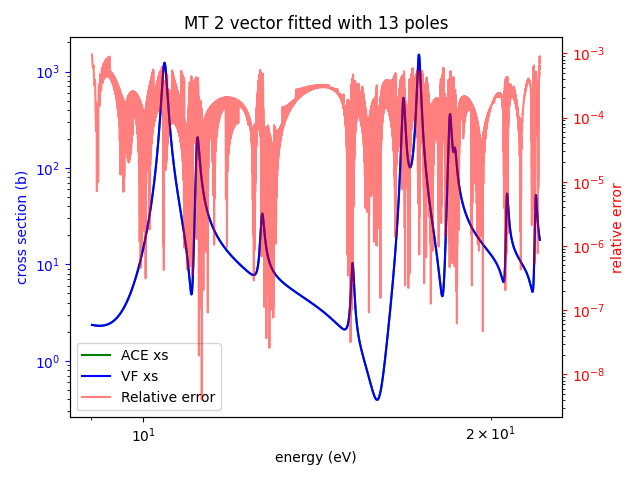 MT 2 vector fitted with 13 poles
10³
10²
10¹
10⁰
cross section (b)
10⁻³
10⁻⁴
10⁻⁵
10⁻⁶
10⁻⁷
10⁻⁸
relative error
ACE xs
VF xs
Relative error
10¹
2 × 10¹
energy (eV)